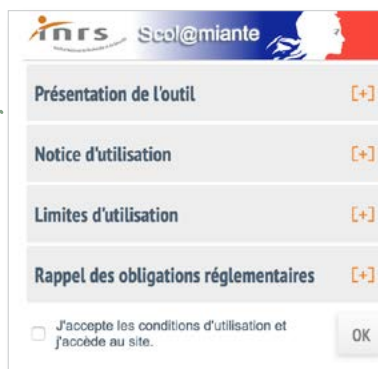 inrs Scol@miante
Présentation de l'outil [+]
Notice d'utilisation [+]
Limites d'utilisation [+]
Rappel des obligations réglementaires [+]
J'accepte les conditions d'utilisation et
j'accède au site.
OK